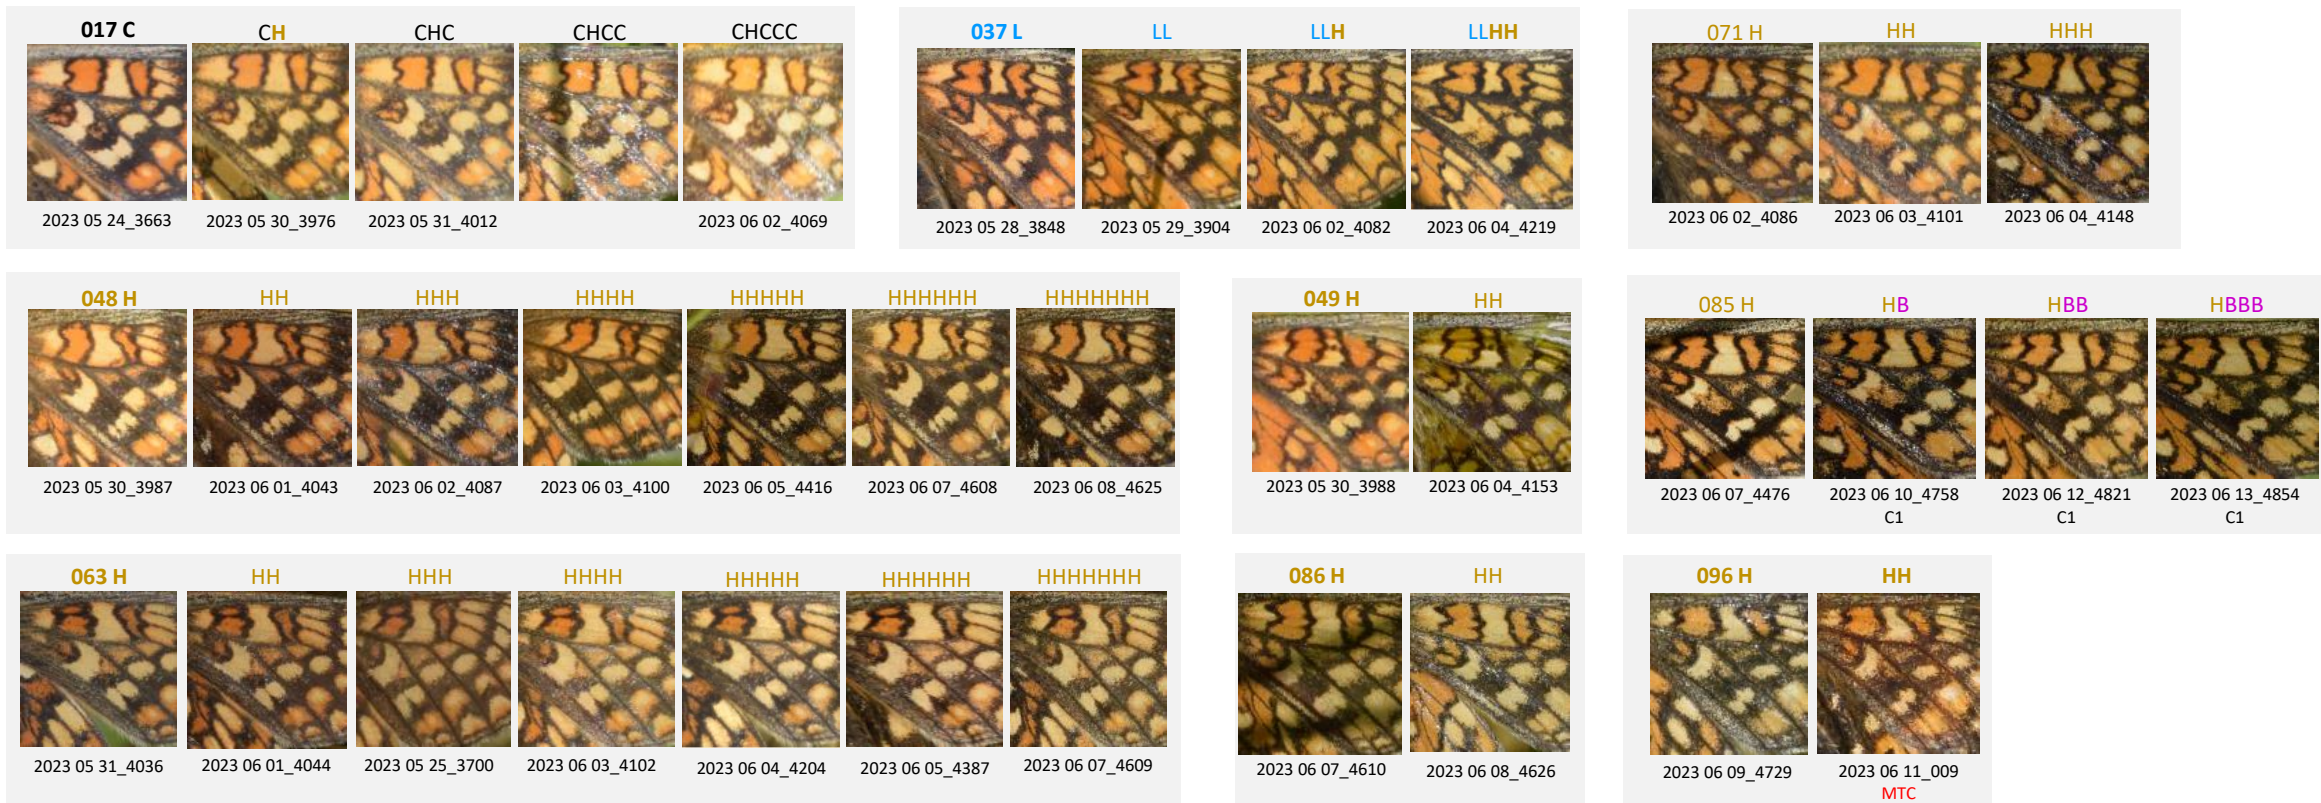 017 C CH CHC CHCC CHCCC
2023 05 24_3663 2023 05 30_3976 2023 05 31_4012 2023 06 02_4069
037 L LL LLH LLHH
2023 05 28_3848 2023 05 29_3904 2023 06 02_4082 2023 06 04_4219
071 H HH HHH
2023 06 02_4086 2023 06 03_4101 2023 06 04_4148
048 H HH HHH HHHH HHHHH HHHHHH HHHHHHH
2023 05 30_3987 2023 06 01_4043 2023 06 02_4087 2023 06 03_4100 2023 06 05_4416 2023 06 07_4608 2023 06 08_4625
049 H HH
2023 05 30_3988 2023 06 04_4153
085 H HB HBB HBBB
2023 06 07_4476 2023 06 10_4758 2023 06 12_4821 2023 06 13_4854
C1 C1 C1
063 H HH HHH HHHH HHHHH HHHHHH HHHHHHH
2023 05 31_4036 2023 06 01_4044 2023 05 25_3700 2023 06 03_4102 2023 06 04_4204 2023 06 05_4387 2023 06 07_4609
086 H HH
2023 06 07_4610 2023 06 08_4626
096 H HH
2023 06 09_4729 2023 06 11_009
MTC